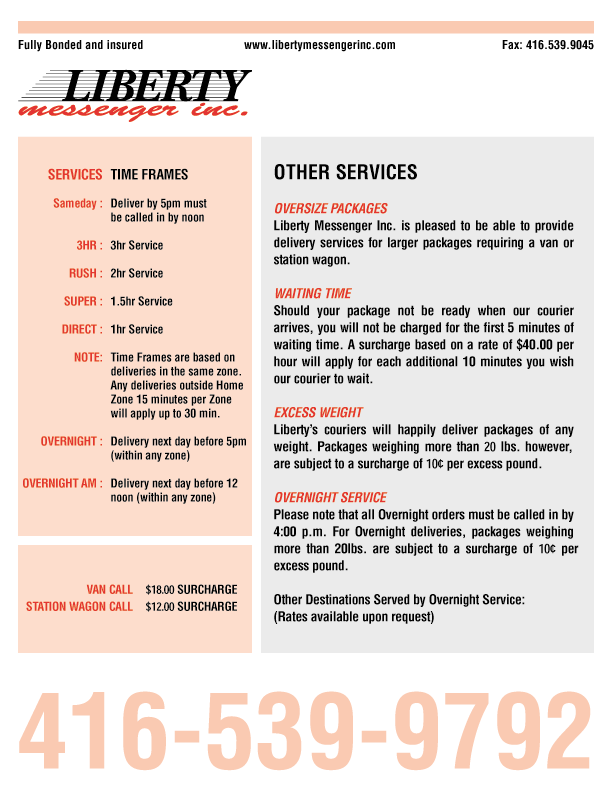 Fully Bonded and insured
www.libertymessengerinc.com
Fax: 416.539.9045
LIBERTY
messenger inc.
SERVICES TIME FRAMES
Sameday : Deliver by 5pm must
be called in by noon
3HR : 3hr Service
RUSH : 2hr Service
SUPER : 1.5hr Service
DIRECT : 1hr Service
NOTE: Time Frames are based on
deliveries in the same zone.
Any deliveries outside Home
Zone 15 minutes per Zone
will apply up to 30 min.
OVERNIGHT : Delivery next day before 5pm
(within any zone)
OVERNIGHT AM : Delivery next day before 12
noon (within any zone)
VAN CALL $18.00 SURCHARGE
STATION WAGON CALL $12.00 SURCHARGE
OTHER SERVICES
OVERSIZE PACKAGES
Liberty Messenger Inc. is pleased to be able to provide
delivery services for larger packages requiring a van or
station wagon.
WAITING TIME
Should your package not be ready when our courier
arrives, you will not be charged for the first 5 minutes of
waiting time. A surcharge based on a rate of $40.00 per
hour will apply for each additional 10 minutes you wish
our courier to wait.
EXCESS WEIGHT
Liberty's couriers will happily deliver packages of any
weight. Packages weighing more than 20 lbs. however,
are subject to a surcharge of 10¢ per excess pound.
OVERNIGHT SERVICE
Please note that all Overnight orders must be called in by
4:00 p.m. For Overnight deliveries, packages weighing
more than 20lbs. are subject to a surcharge of 10¢ per
excess pound.
Other Destinations Served by Overnight Service:
(Rates available upon request)
416-539-9792